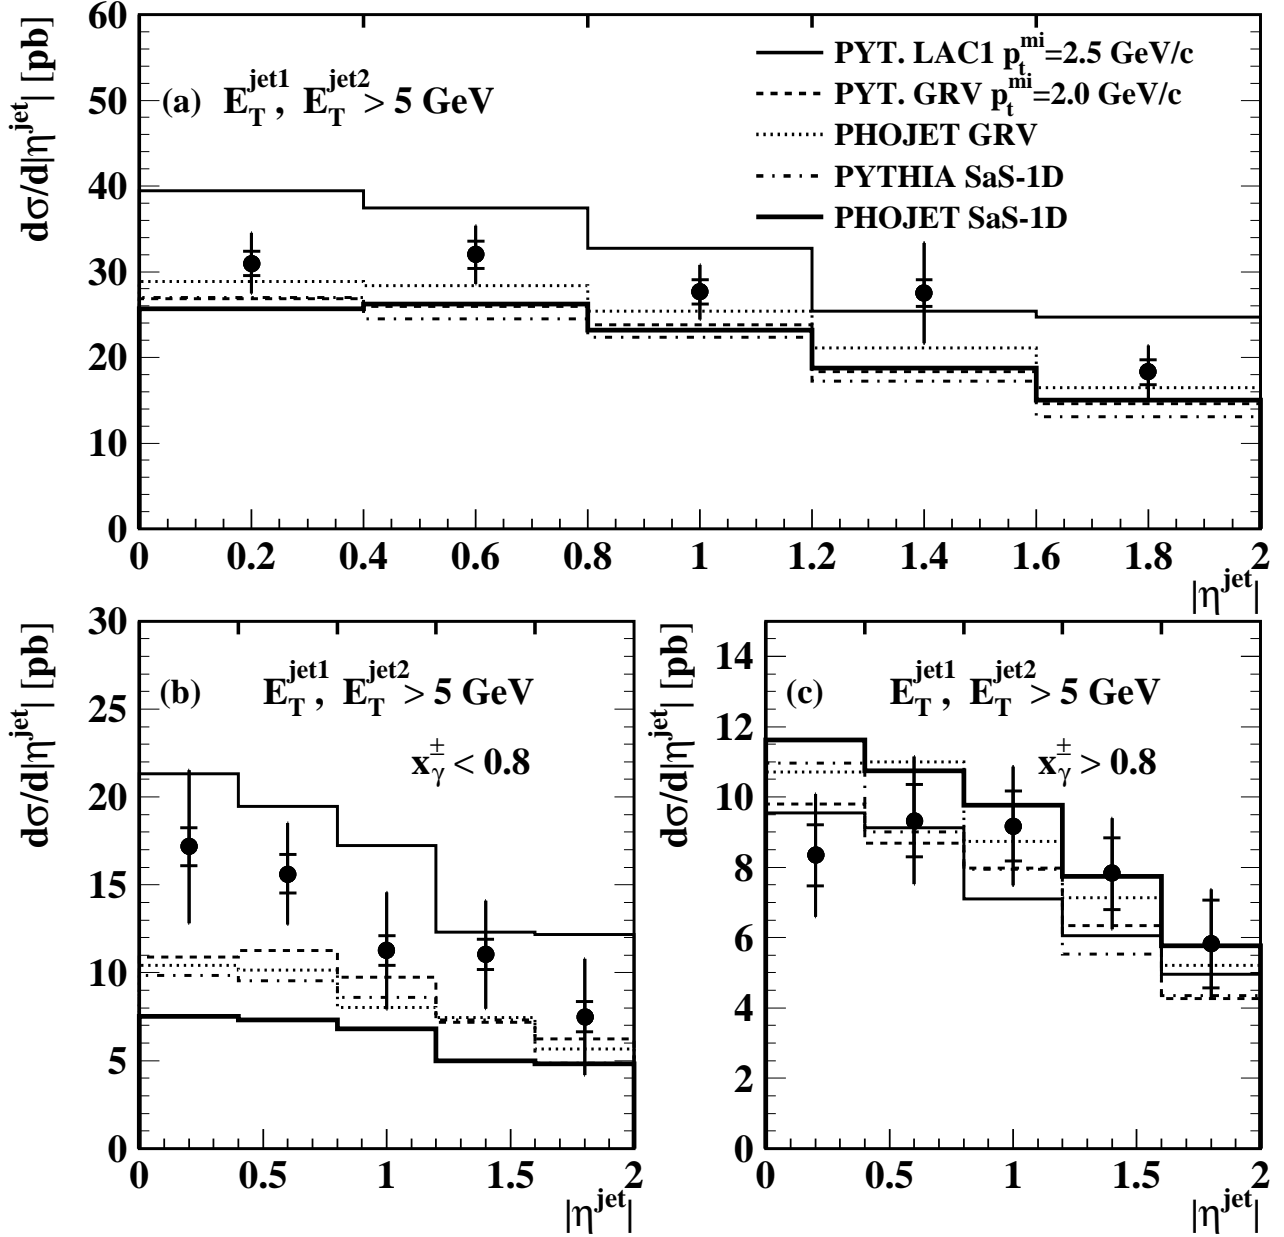 dσ/d|η^jet| [pb]
60
50
40
30
20
10
0
(a) E_T^jet1, E_T^jet2 > 5 GeV
PYT. LAC1 p_t^mi=2.5 GeV/c
PYT. GRV p_t^mi=2.0 GeV/c
PHOJET GRV
PYTHIA SaS-1D
PHOJET SaS-1D
0 0.2 0.4 0.6 0.8 1 1.2 1.4 1.6 1.8 2
|η^jet|
dσ/d|η^jet| [pb]
30
25
20
15
10
5
0
(b) E_T^jet1, E_T^jet2 > 5 GeV
x_γ^± < 0.8
0 0.5 1 1.5 2
|η^jet|
dσ/d|η^jet| [pb]
14
12
10
8
6
4
2
0
(c) E_T^jet1, E_T^jet2 > 5 GeV
x_γ^± > 0.8
0 0.5 1 1.5 2
|η^jet|